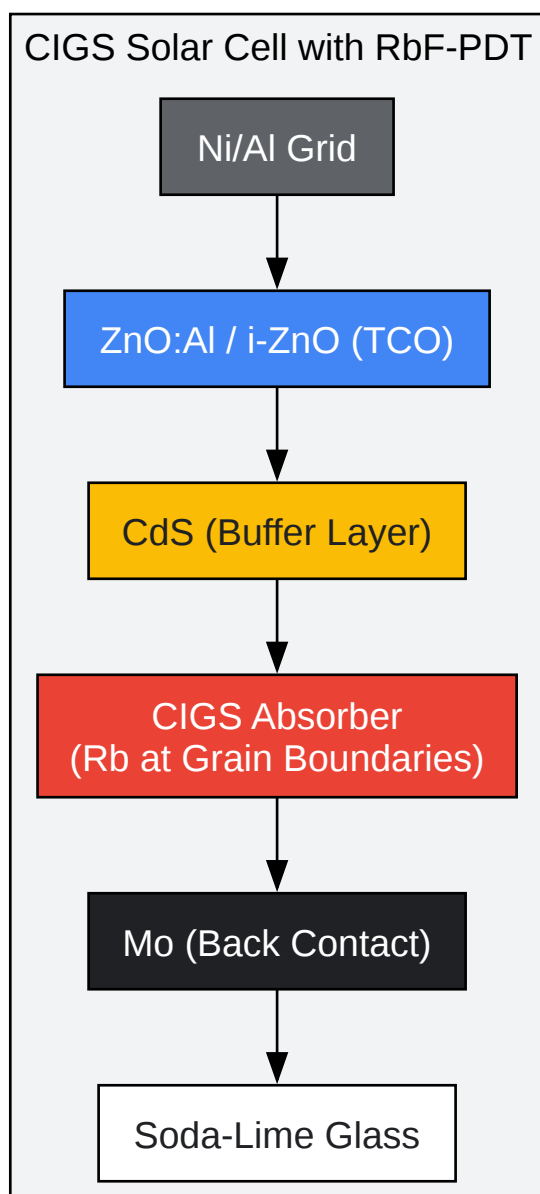 CIGS Solar Cell with RbF-PDT
Ni/Al Grid
ZnO:Al / i-ZnO (TCO)
CdS (Buffer Layer)
CIGS Absorber
(Rb at Grain Boundaries)
Mo (Back Contact)
Soda-Lime Glass